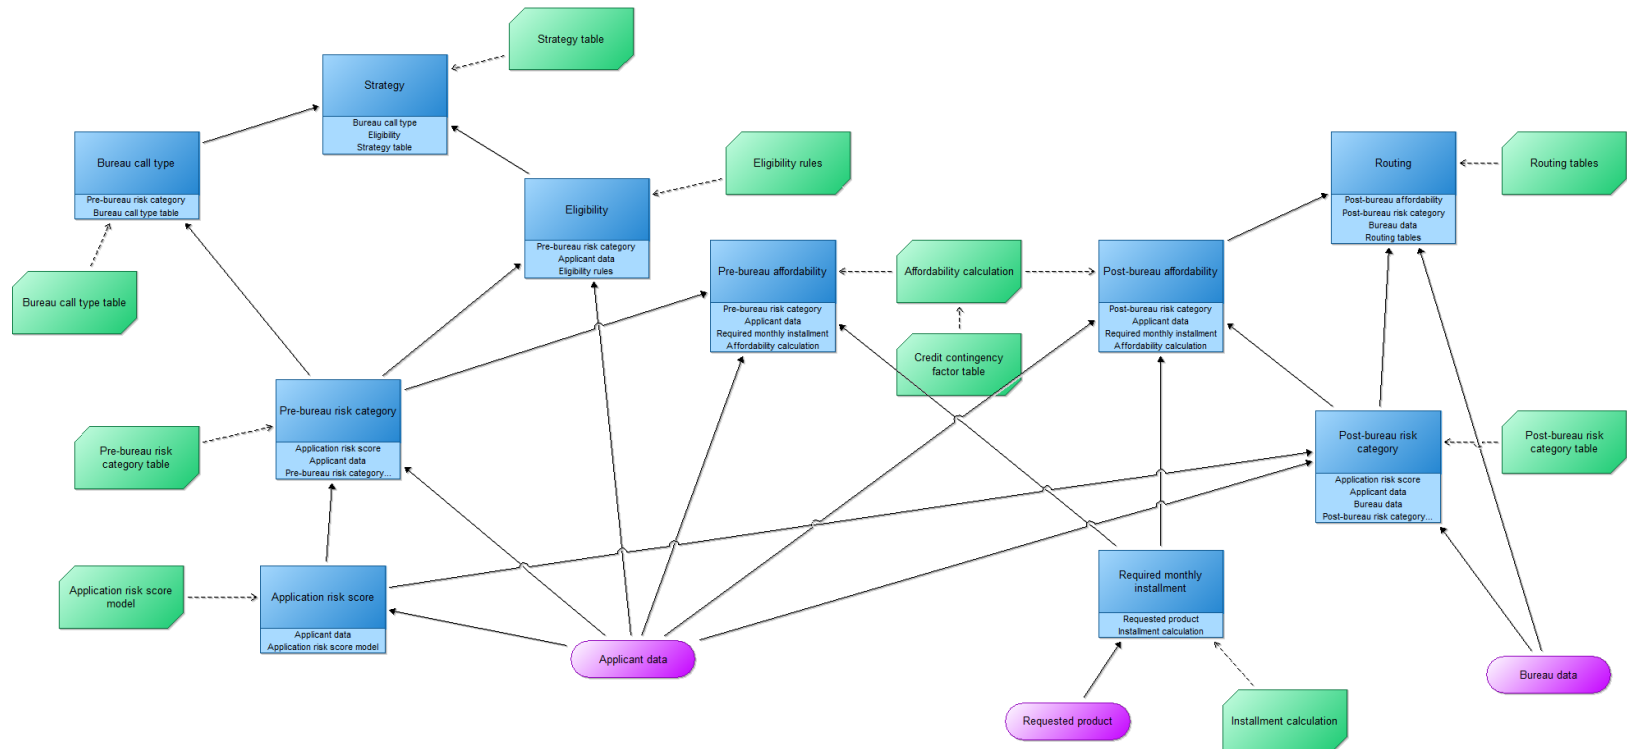 Strategy table
Strategy
Bureau call type
Eligibility
Strategy table
Bureau call type
Pre-bureau risk category
Bureau call type table
Eligibility rules
Routing
Post-bureau affordability
Post-bureau risk category
Bureau data
Routing tables
Routing tables
Eligibility
Pre-bureau risk category
Applicant data
Eligibility rules
Bureau call type table
Pre-bureau affordability
Pre-bureau risk category
Applicant data
Required monthly installment
Affordability calculation
Affordability calculation
Post-bureau affordability
Post-bureau risk category
Applicant data
Required monthly installment
Affordability calculation
Credit contingency
factor table
Pre-bureau risk category
Application risk score
Applicant data
Pre-bureau risk category...
Pre-bureau risk
category table
Post-bureau risk
category
Application risk score
Applicant data
Bureau data
Post-bureau risk category...
Post-bureau risk
category table
Application risk score
model
Application risk score
Applicant data
Application risk score model
Required monthly
installment
Requested product
Installment calculation
Applicant data
Bureau data
Requested product
Installment calculation